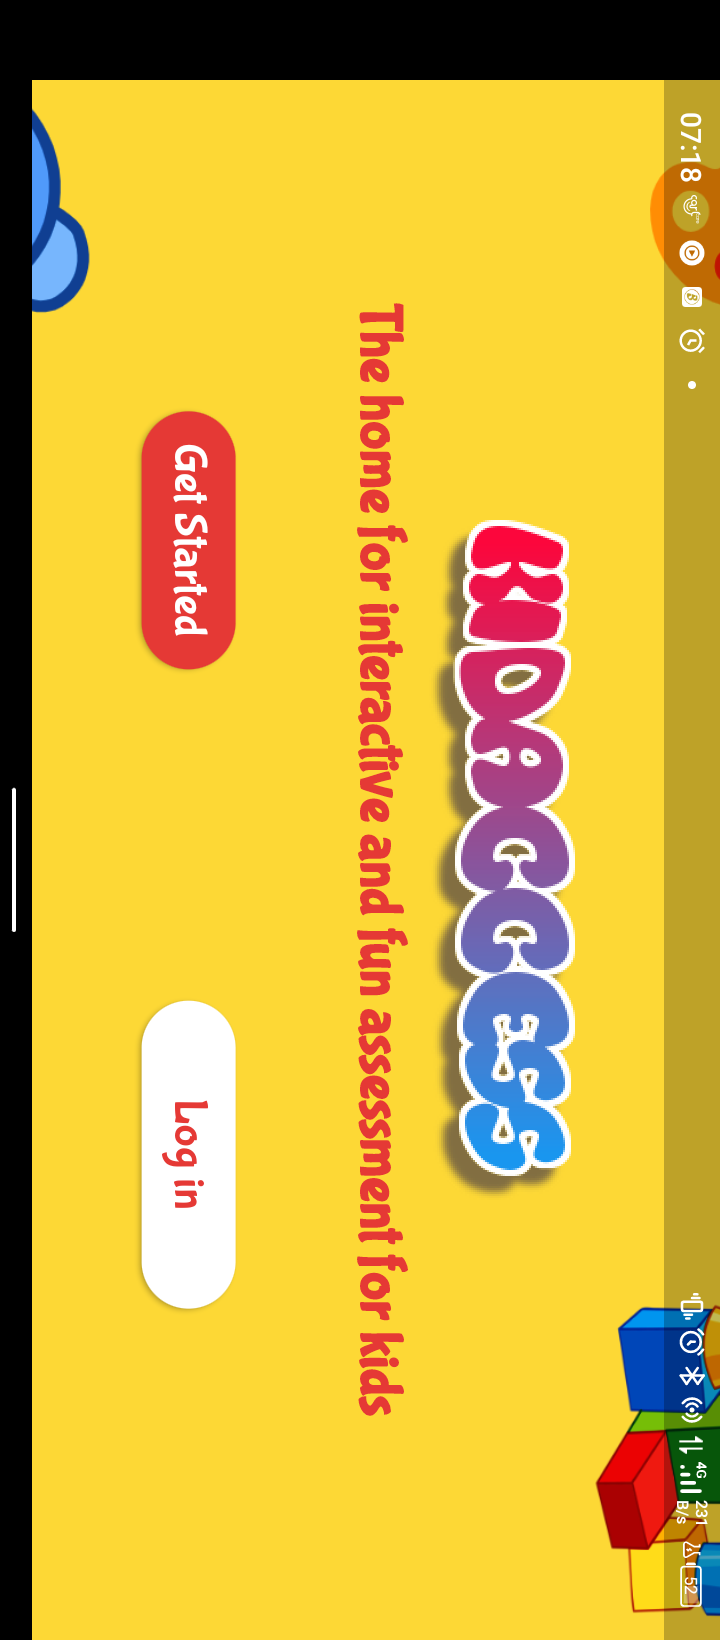 07:18
4G
231
B/s
52
KIDACCESS
The home for interactive and fun assessment for kids
Get Started
Log in